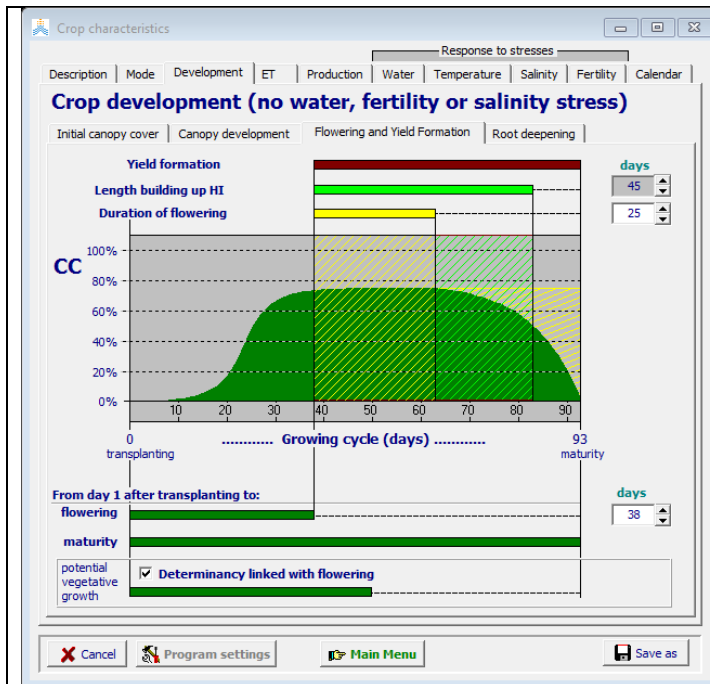 Crop characteristics
Response to stresses
Description Mode Development ET Production Water Temperature Salinity Fertility Calendar
Crop development (no water, fertility or salinity stress)
Initial canopy cover Canopy development Flowering and Yield Formation Root deepening
Yield formation days
Length building up HI 45
Duration of flowering 25
CC
100%
80%
60%
40%
20%
0%
10 20 30 40 50 60 70 80 90
0 ............ Growing cycle (days) ............ 93
transplanting maturity
From day 1 after transplanting to: days
flowering 38
maturity
potential vegetative growth
Determinancy linked with flowering
Cancel Program settings Main Menu Save as